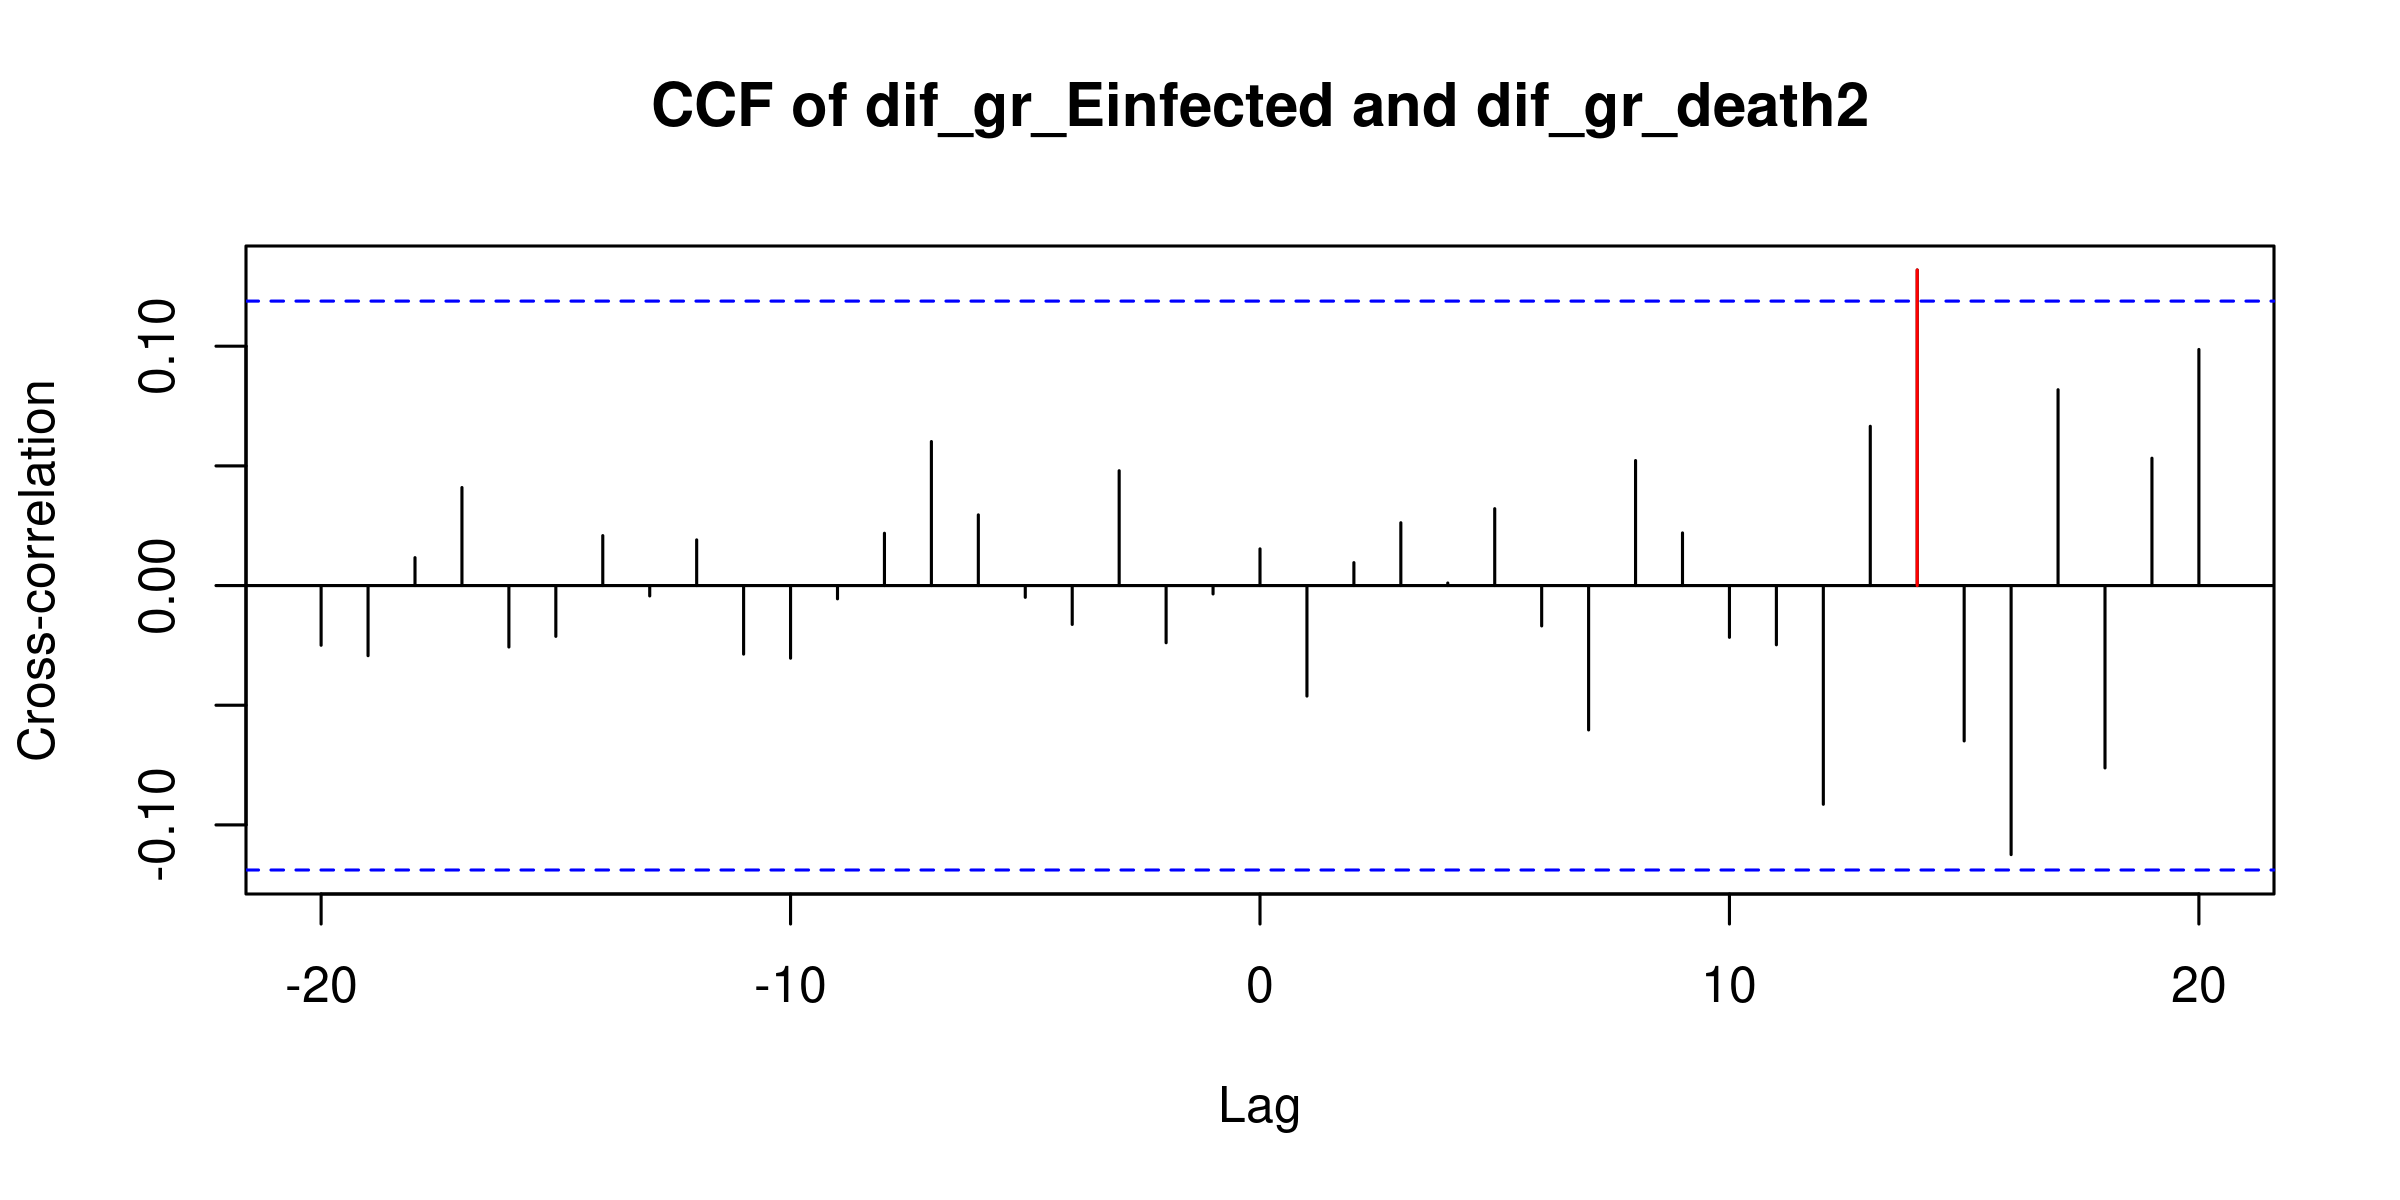 CCF of dif_gr_Einfected and dif_gr_death2
Cross-correlation
0.10
0.00
-0.10
-20 -10 0 10 20
Lag